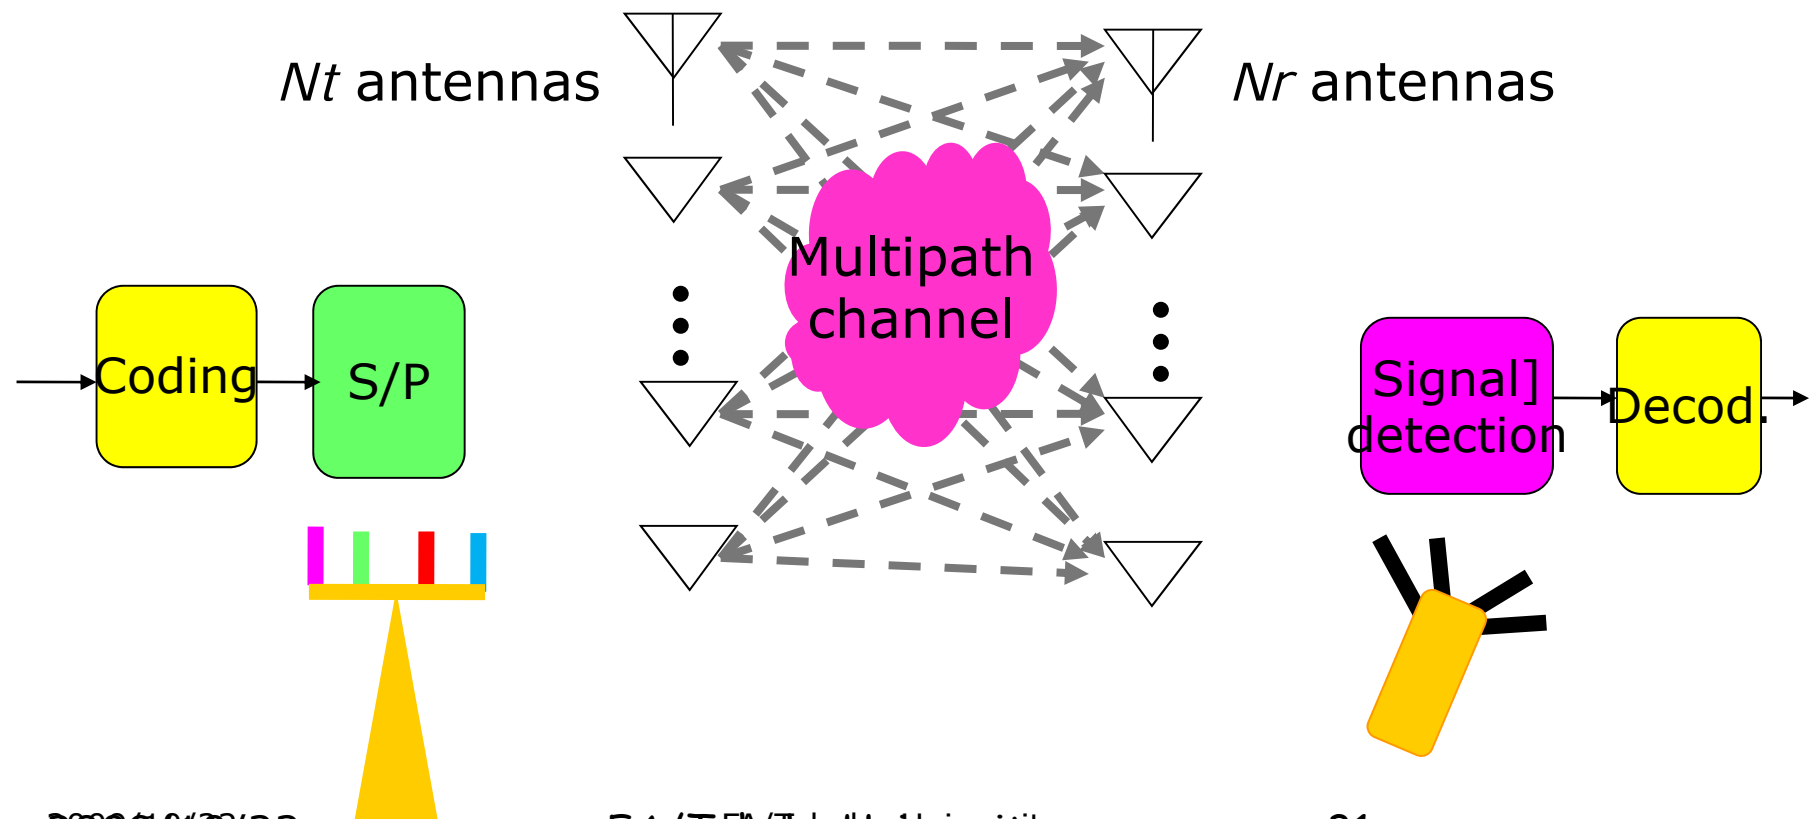 Nt antennas
Nr antennas
Multipath
channel
Coding
S/P
Signal]
detection
Decod.